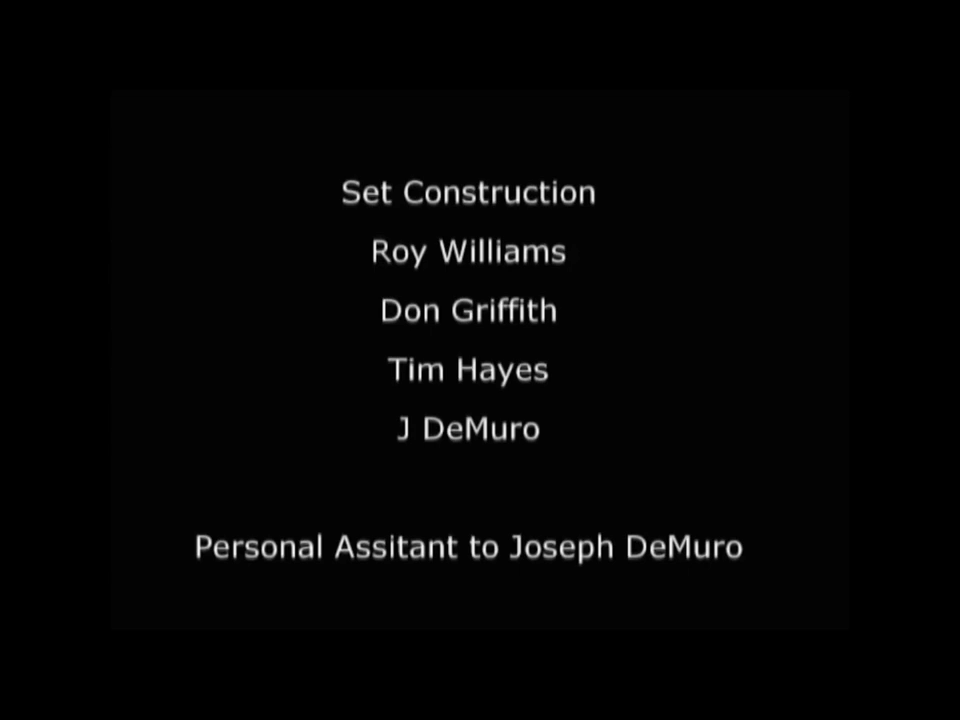 Set Construction
Roy Williams
Don Griffith
Tim Hayes
J DeMuro
Personal Assitant to Joseph DeMuro